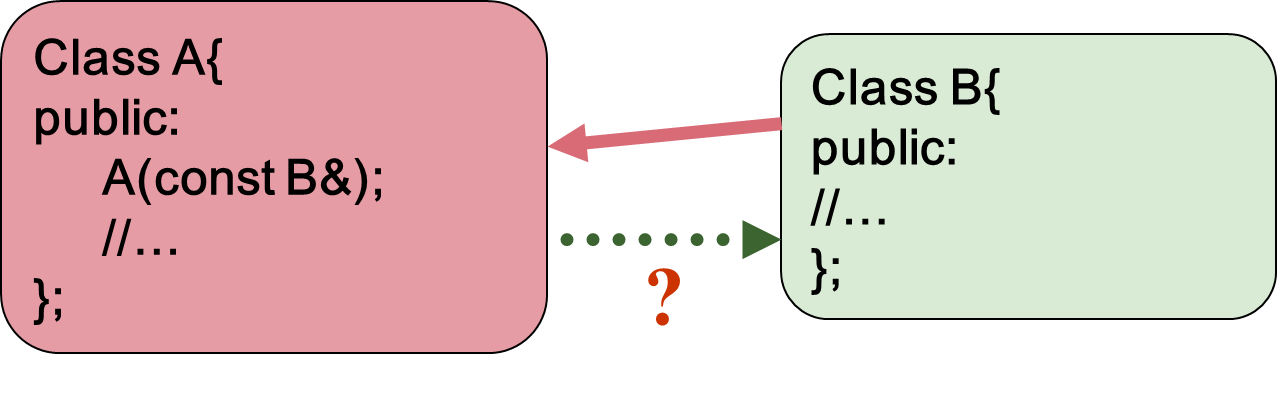 Class A{
public:
A(const B&);
//…
};
?
Class B{
public:
//…
};